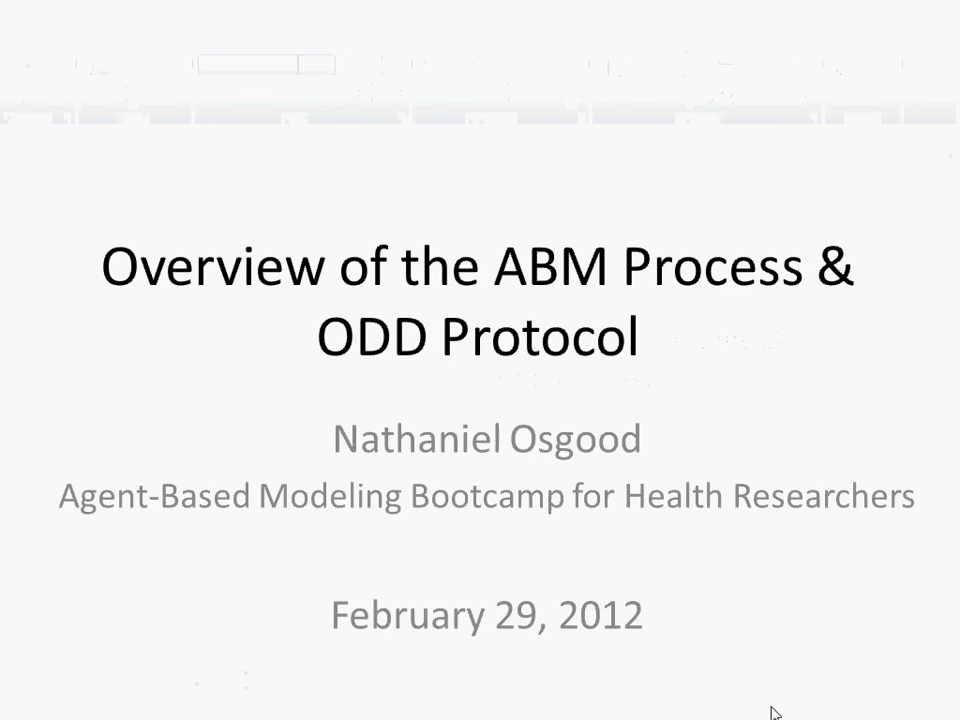 Overview of the ABM Process &
ODD Protocol
Nathaniel Osgood
Agent-Based Modeling Bootcamp for Health Researchers
February 29, 2012